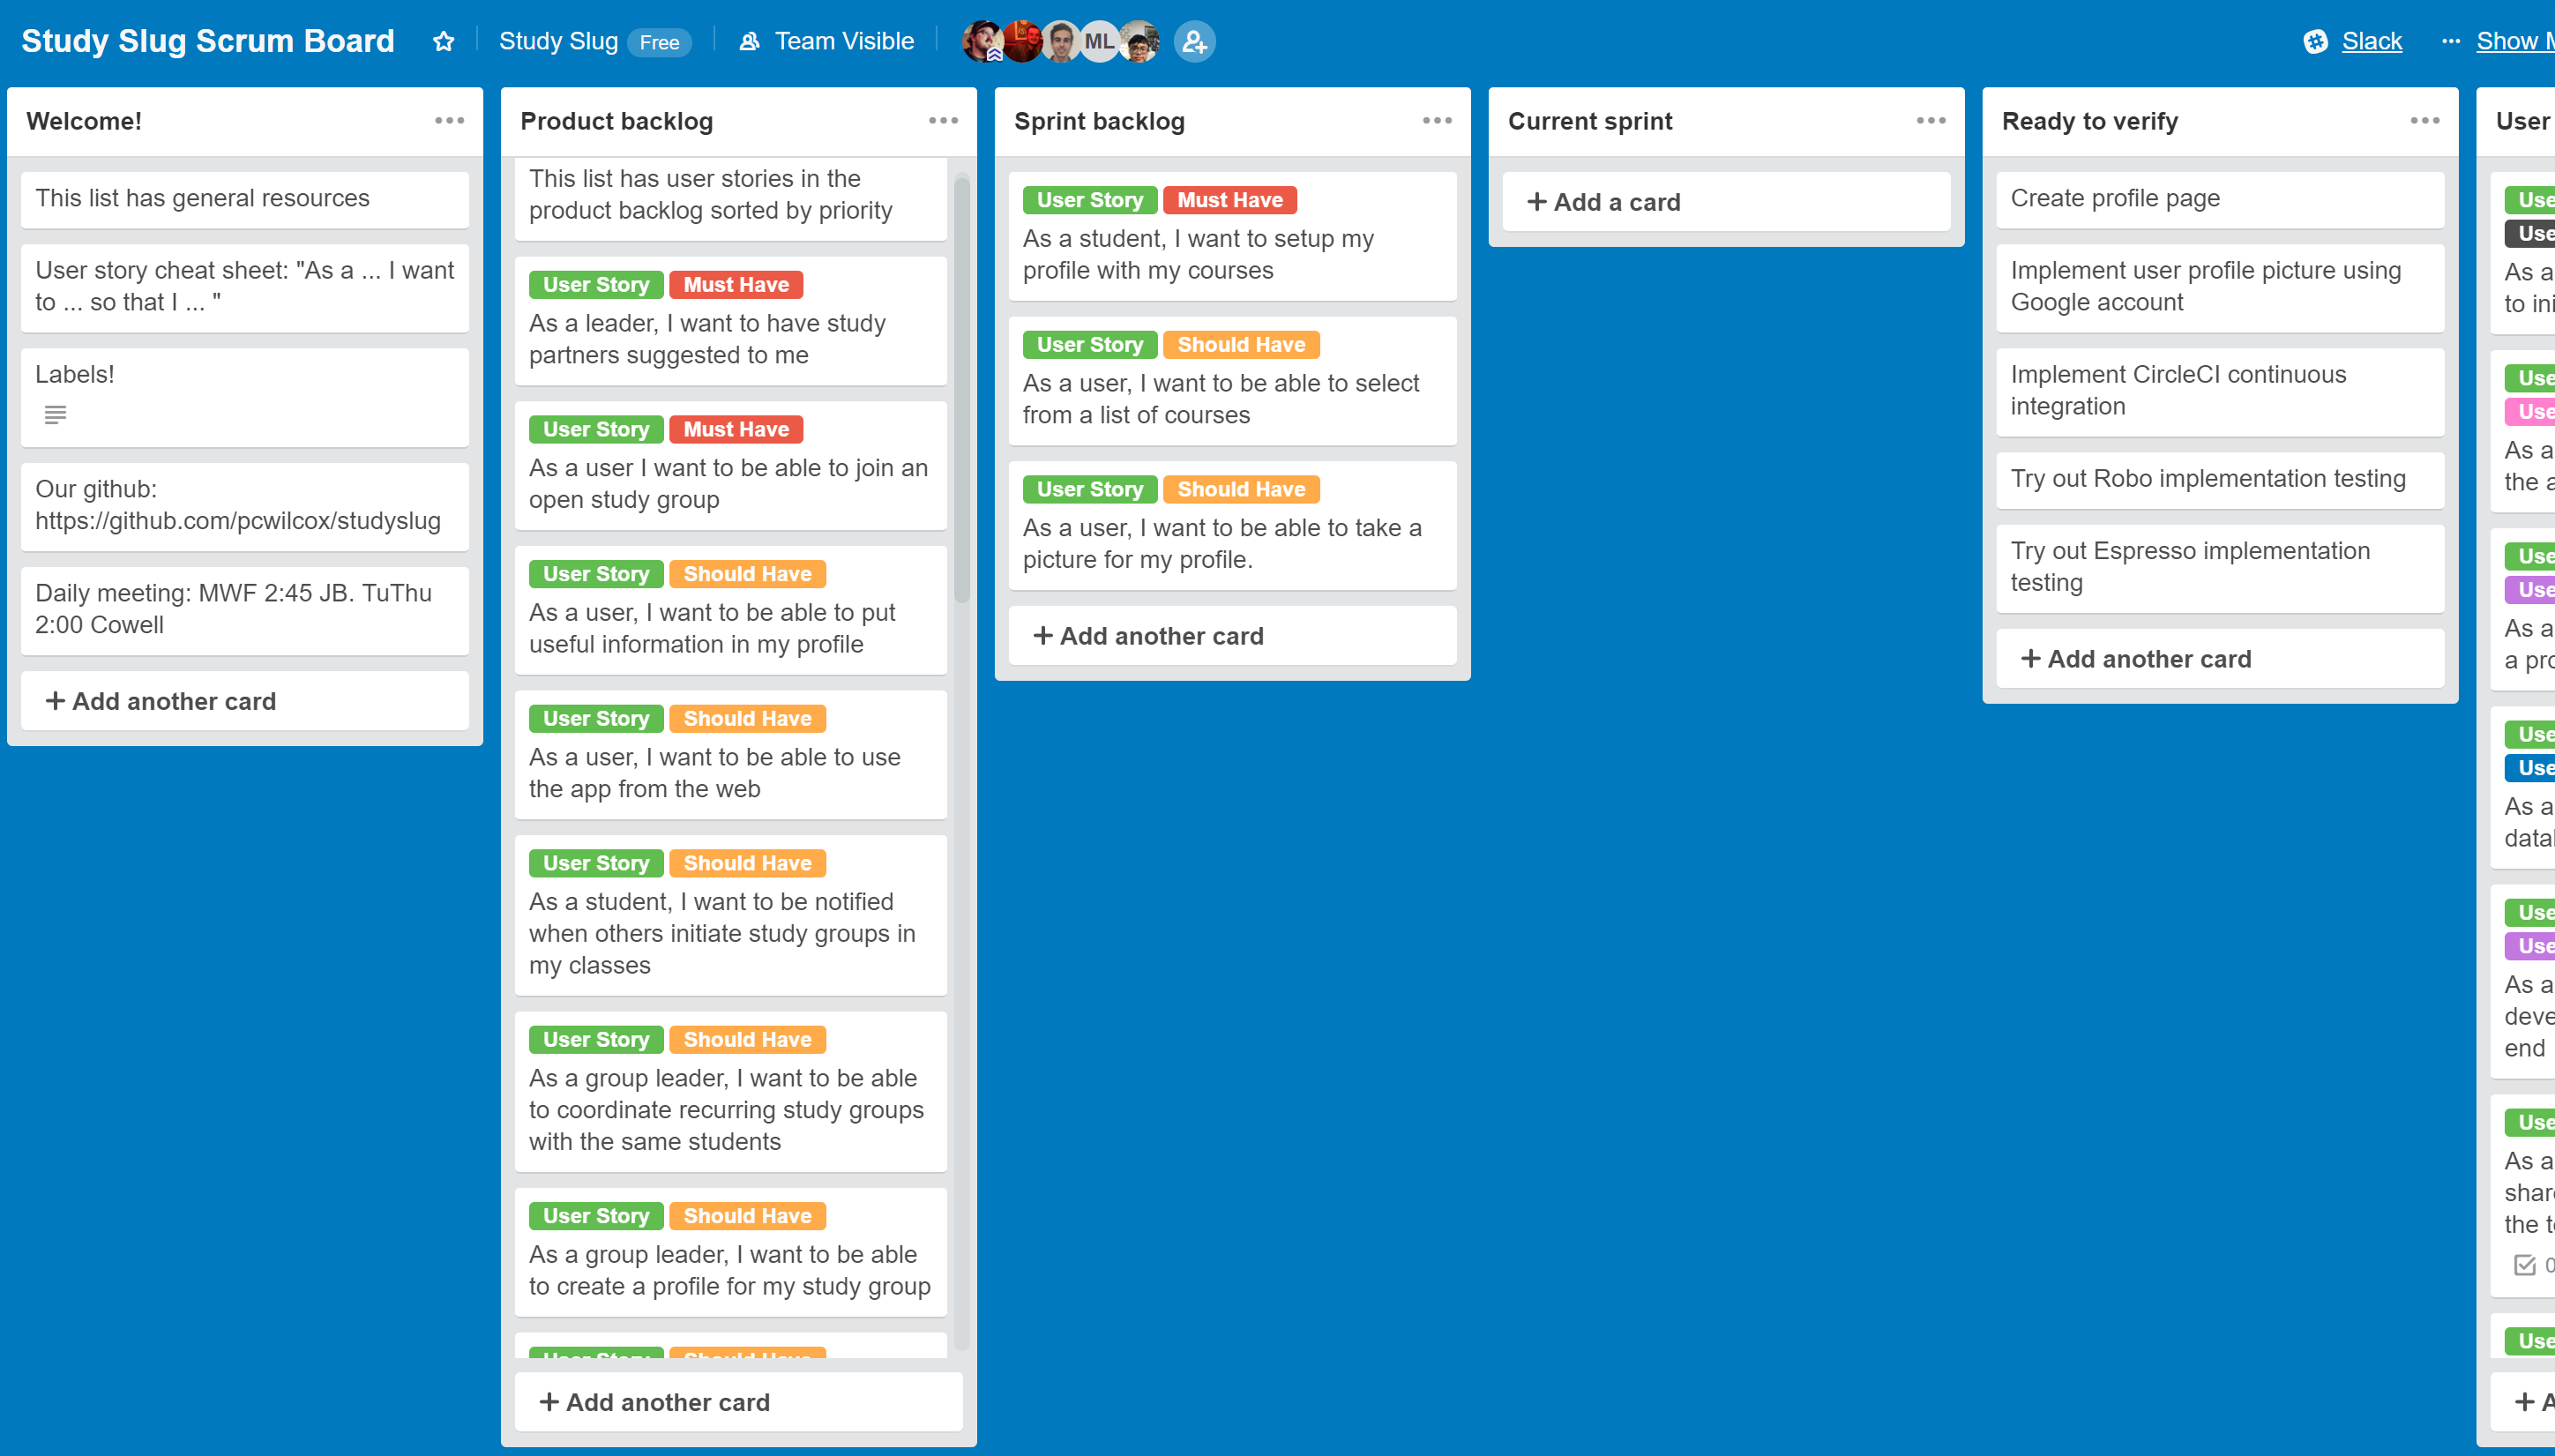 Study Slug Scrum Board
Study Slug Free
Team Visible
ML
Slack
Show
Welcome!
This list has general resources
User story cheat sheet: "As a ... I want
to ... so that I ... "
Labels!
Our github:
https://github.com/pcwilcox/studyslug
Daily meeting: MWF 2:45 JB. TuThu
2:00 Cowell
+ Add another card
Product backlog
This list has user stories in the
product backlog sorted by priority
User Story Must Have
As a leader, I want to have study
partners suggested to me
User Story Must Have
As a user I want to be able to join an
open study group
User Story Should Have
As a user, I want to be able to put
useful information in my profile
User Story Should Have
As a user, I want to be able to use
the app from the web
User Story Should Have
As a student, I want to be notified
when others initiate study groups in
my classes
User Story Should Have
As a group leader, I want to be able
to coordinate recurring study groups
with the same students
User Story Should Have
As a group leader, I want to be able
to create a profile for my study group
User Story Should Have
+ Add another card
Sprint backlog
User Story Must Have
As a student, I want to setup my
profile with my courses
User Story Should Have
As a user, I want to be able to select
from a list of courses
User Story Should Have
As a user, I want to be able to take a
picture for my profile.
+ Add another card
Current sprint
+ Add a card
Ready to verify
Create profile page
Implement user profile picture using
Google account
Implement CircleCI continuous
integration
Try out Robo implementation testing
Try out Espresso implementation
testing
+ Add another card
User
Use
Use
As a
to ini
Use
Use
As a
the a
Use
Use
As a
a pro
Use
Use
As a
data
Use
Use
As a
deve
end
Use
As a
shar
the t
0
Use
+ A